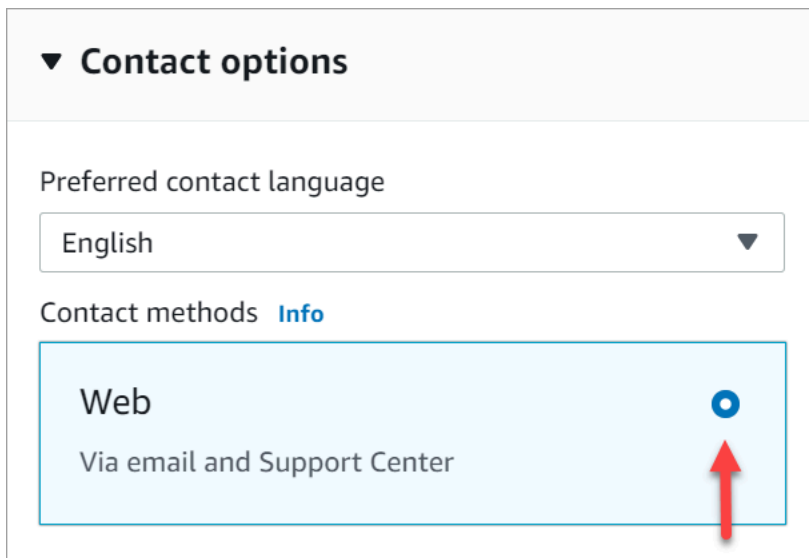 Contact options
Preferred contact language
English
Contact methods Info
Web
Via email and Support Center